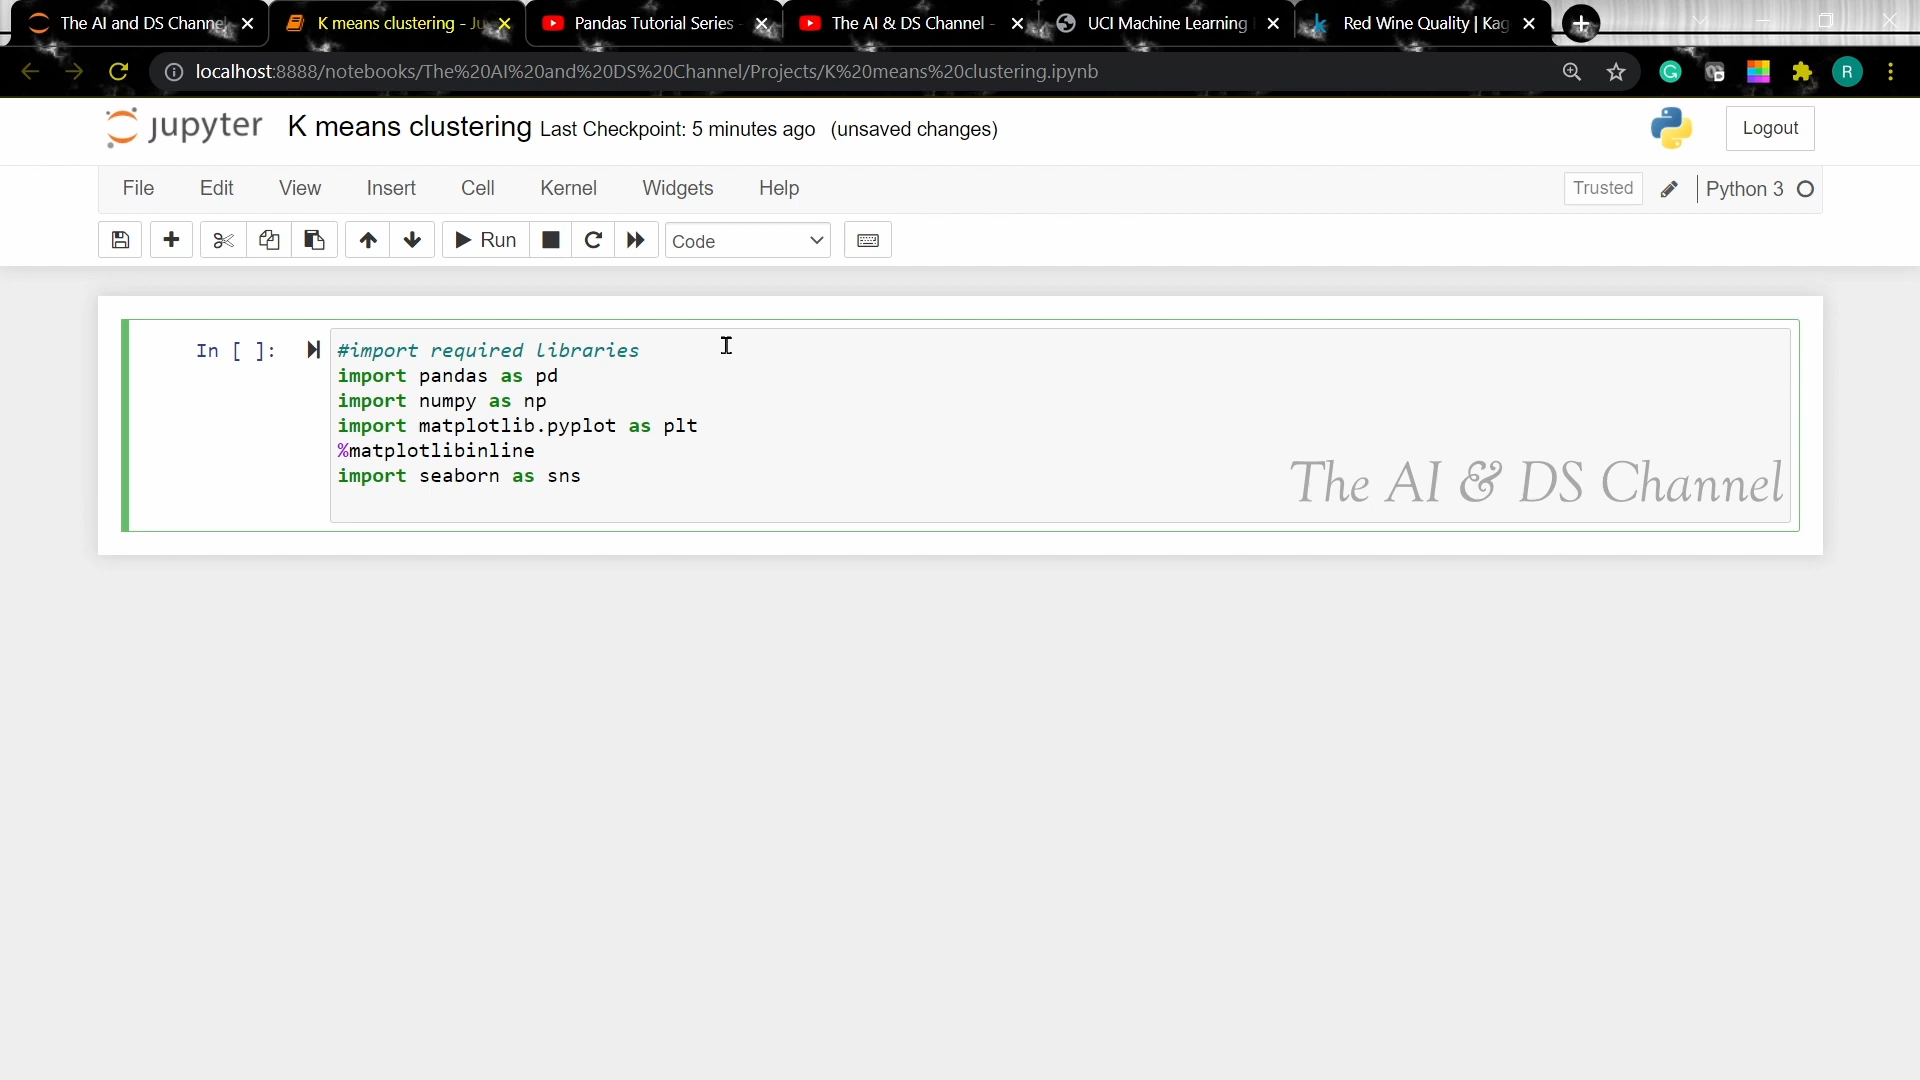 The AI and DS Channel
K means clustering - Ju
Pandas Tutorial Series -
The AI & DS Channel -
UCI Machine Learning
Red Wine Quality | Kag
localhost:8888/notebooks/The%20AI%20and%20DS%20Channel/Projects/K%20means%20clustering.ipynb
R
jupyter K means clustering Last Checkpoint: 5 minutes ago (unsaved changes)
Logout
File Edit View Insert Cell Kernel Widgets Help
Trusted Python 3
Run Code
In [ ]: #import required libraries
import pandas as pd
import numpy as np
import matplotlib.pyplot as plt
%matplotlibinline
import seaborn as sns
The AI & DS Channel